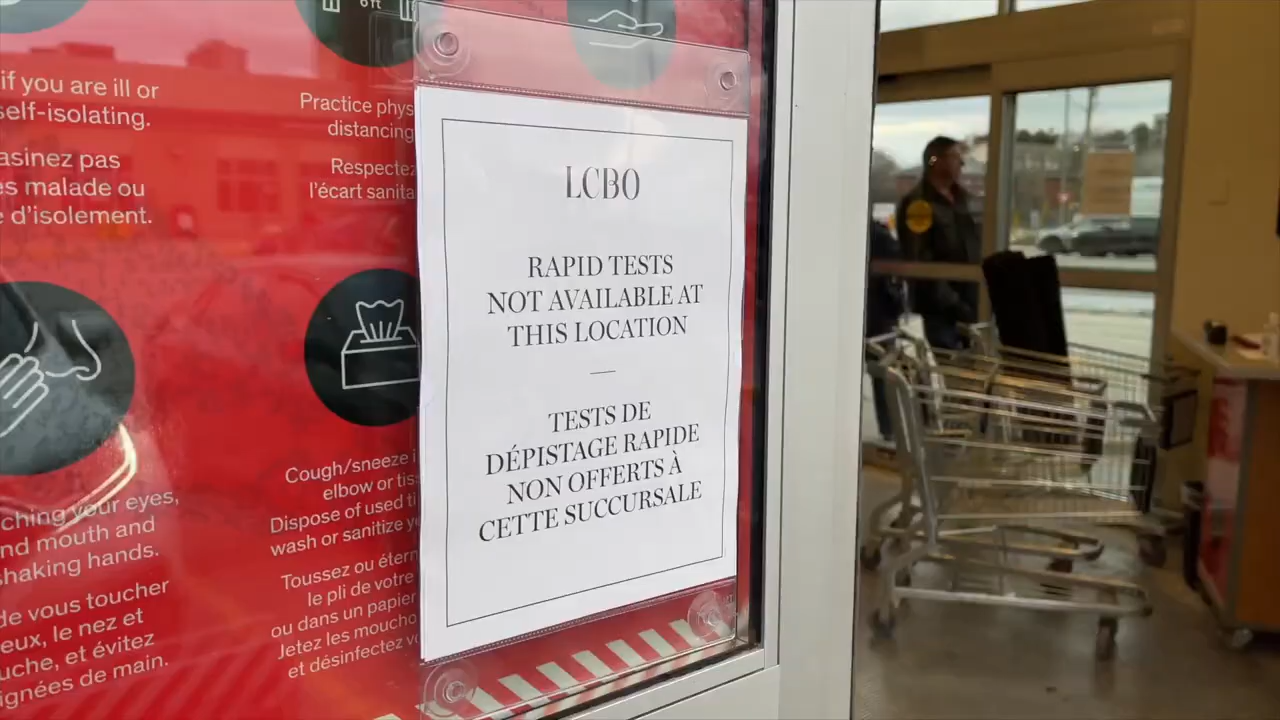 6ft
if you are ill or
self-isolating.
asinez pas
es malade ou
e d'isolement.
Practice phys
distancing
Respectez
l'écart sanita
ching your eyes,
nd mouth and
shaking hands.
de vous toucher
eux, le nez et
uche, et évitez
ignées de main.
Cough/sneeze i
elbow or tis
Dispose of used ti
wash or sanitize y
Toussez ou étern
le pli de votre
ou dans un papier
Jetez les moucho
et désinfectez vo
LCBO
RAPID TESTS
NOT AVAILABLE AT
THIS LOCATION
TESTS DE
DÉPISTAGE RAPIDE
NON OFFERTS À
CETTE SUCCURSALE